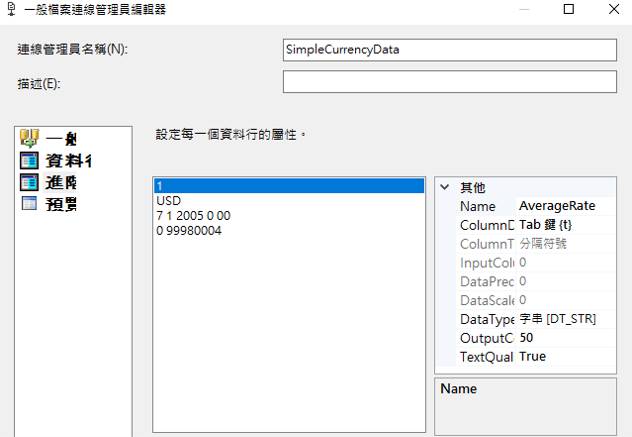 一般檔案連線管理員編輯器
連線管理員名稱(N):
SimpleCurrencyData
描述(E):
一般
資料行
進階
預覽
設定每一個資料行的屬性。
1
USD
7 1 2005 0 00
0 99980004
其他
Name AverageRate
ColumnD Tab 鍵 {t}
ColumnT 分隔符號
InputColu 0
DataPrec 0
DataScale 0
DataType 字串 [DT_STR]
OutputC 50
TextQual True
Name